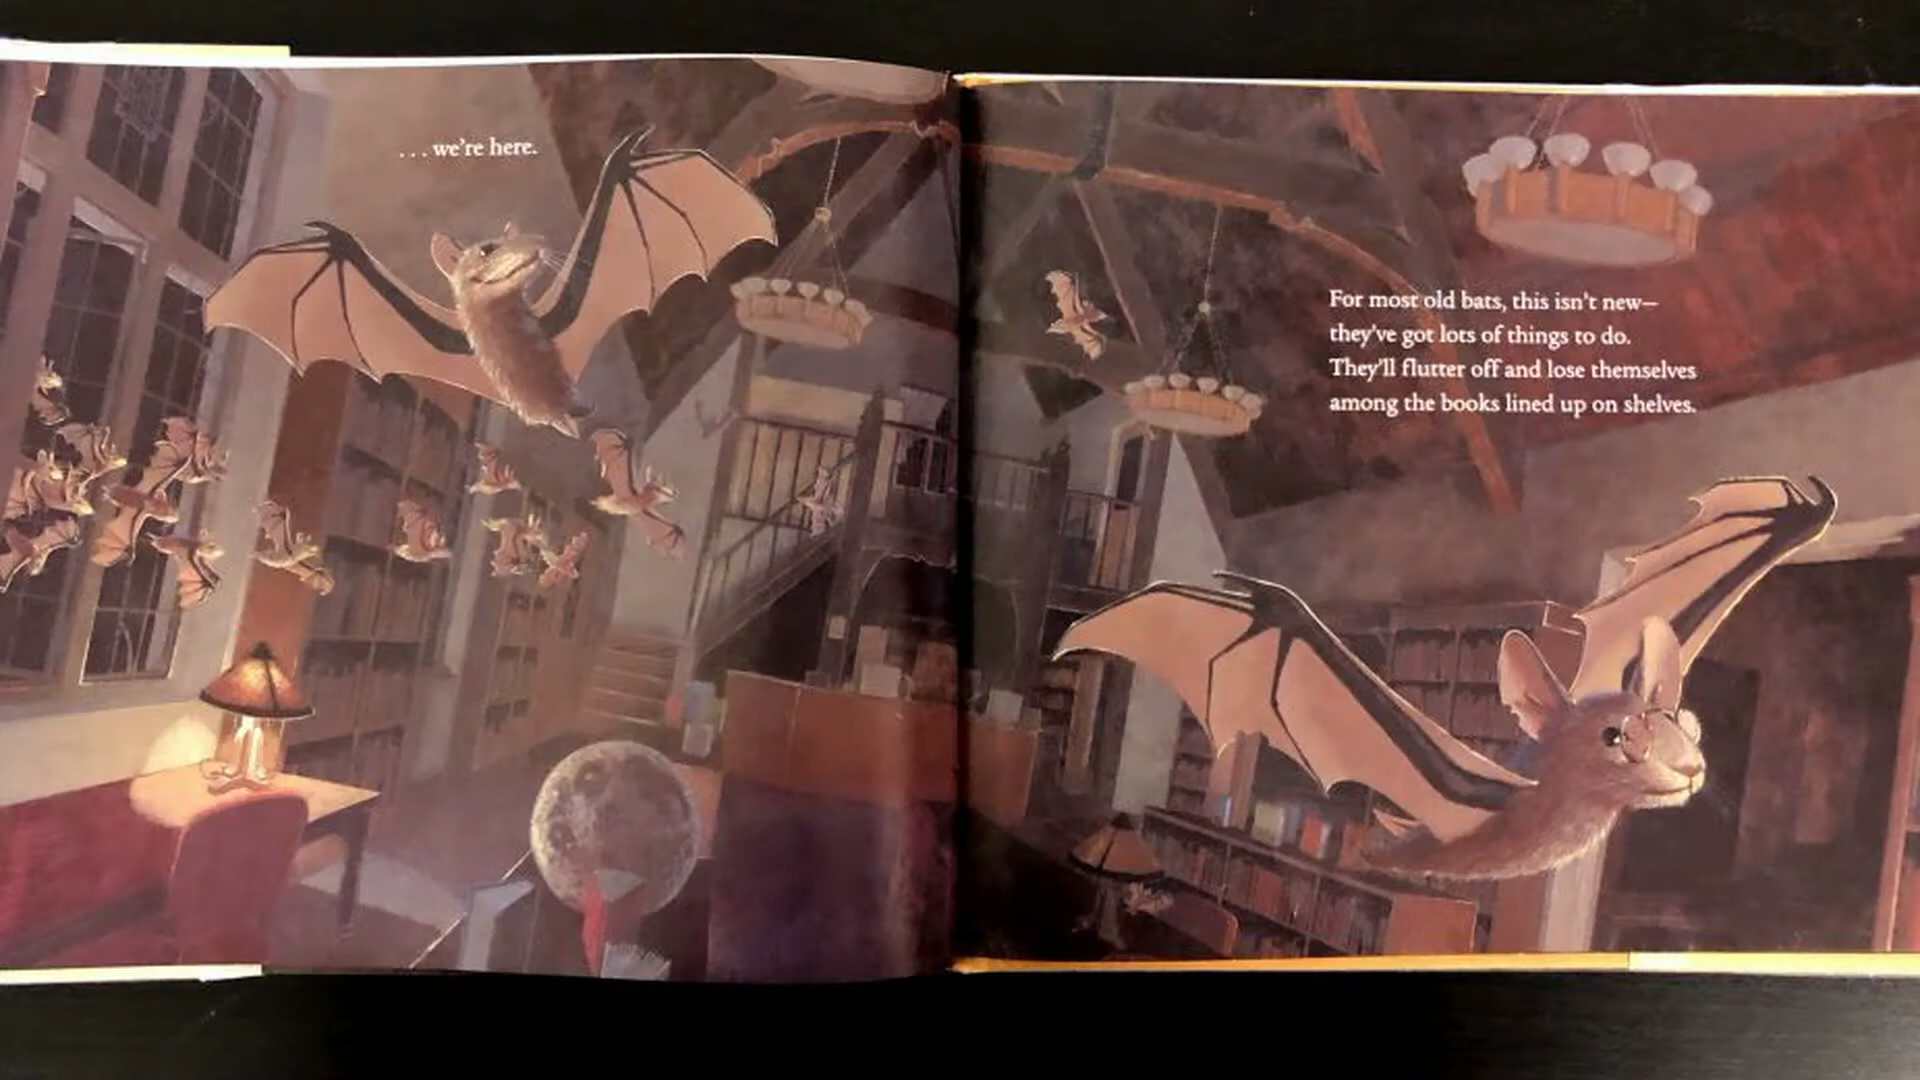 . . . we're here.
For most old bats, this isn't new—
they've got lots of things to do.
They'll flutter off and lose themselves
among the books lined up on shelves.